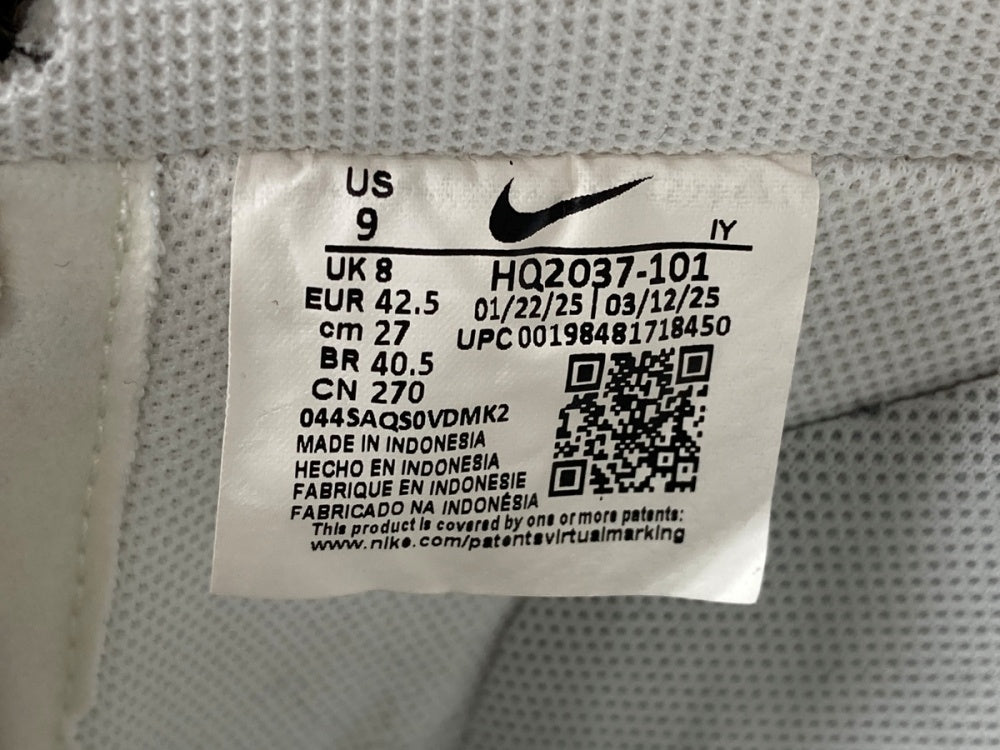 US
9
IY
UK 8
EUR 42.5
cm 27
BR 40.5
CN 270
HQ2037-101
01/22/25 | 03/12/25
UPC 00198481718450
044SAQS0VDMK2
MADE IN INDONESIA
HECHO EN INDONESIA
FABRIQUE EN INDONESIE
FABRICADO NA INDONÉSIA
This product is covered by one or more patents:
www.nike.com/patentsvirtualmarking